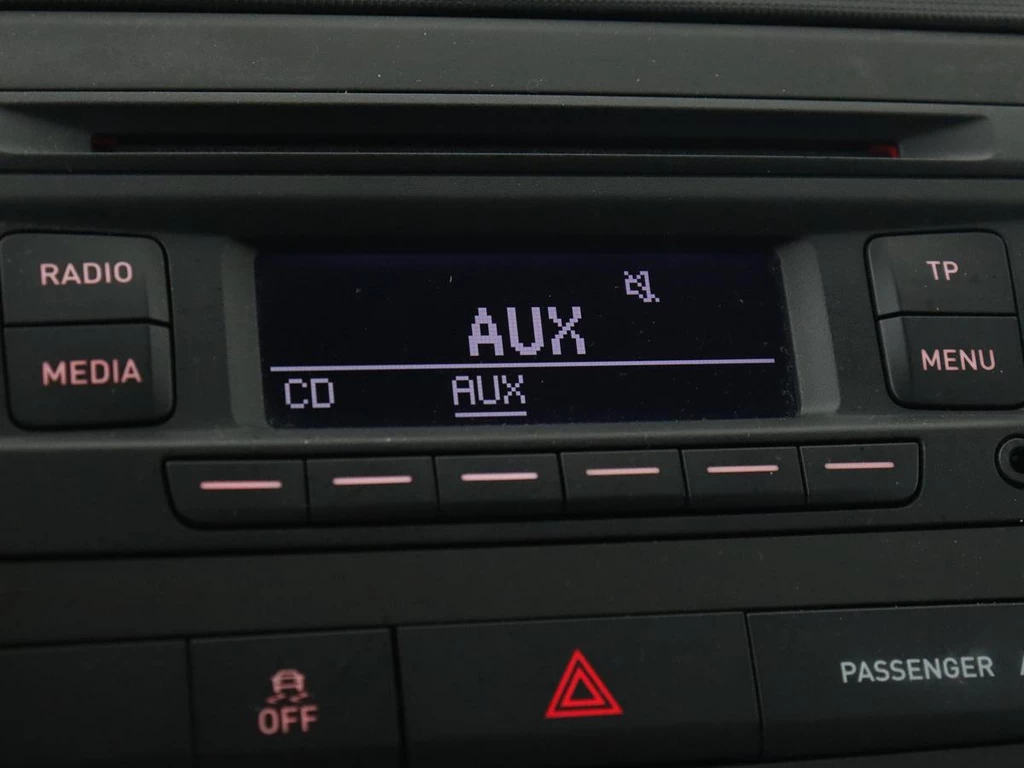 RADIO
TP
AUX
MEDIA
MENU
CD AUX
OFF
PASSENGER